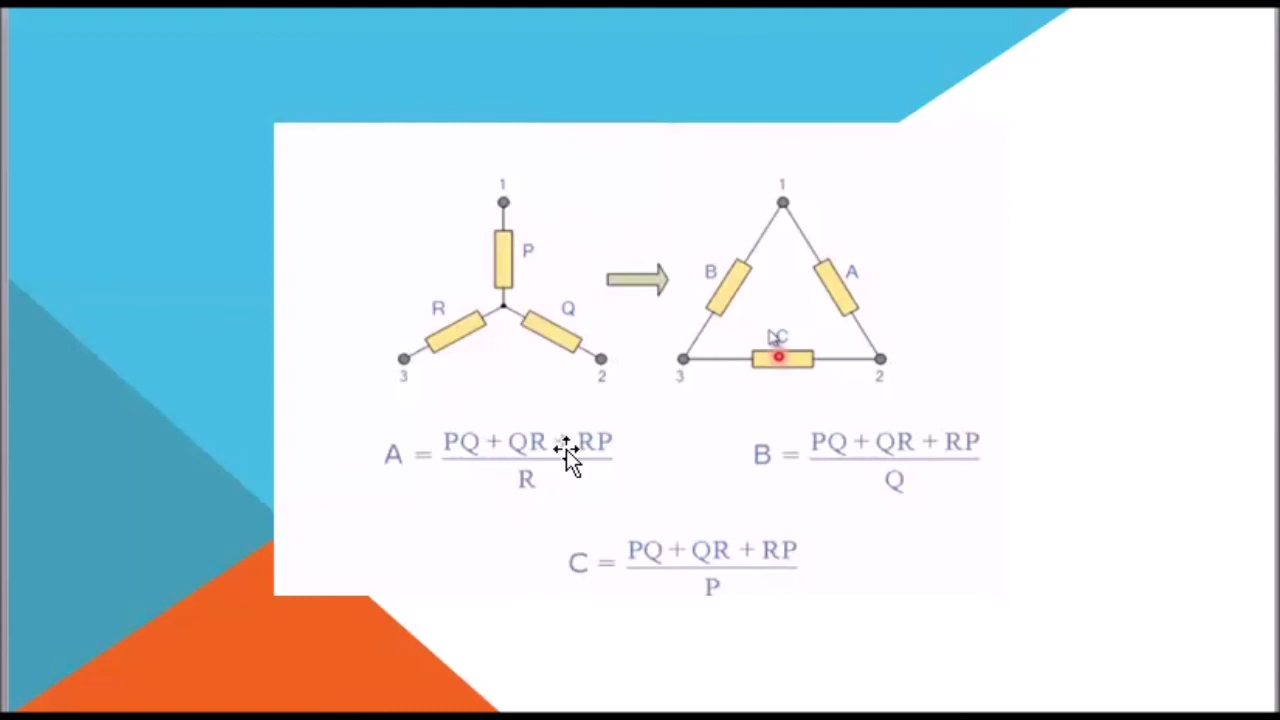 1
P
R
Q
3
2
1
B
A
C
3
2
A = PQ + QR + RP / R
B = PQ + QR + RP / Q
C = PQ + QR + RP / P